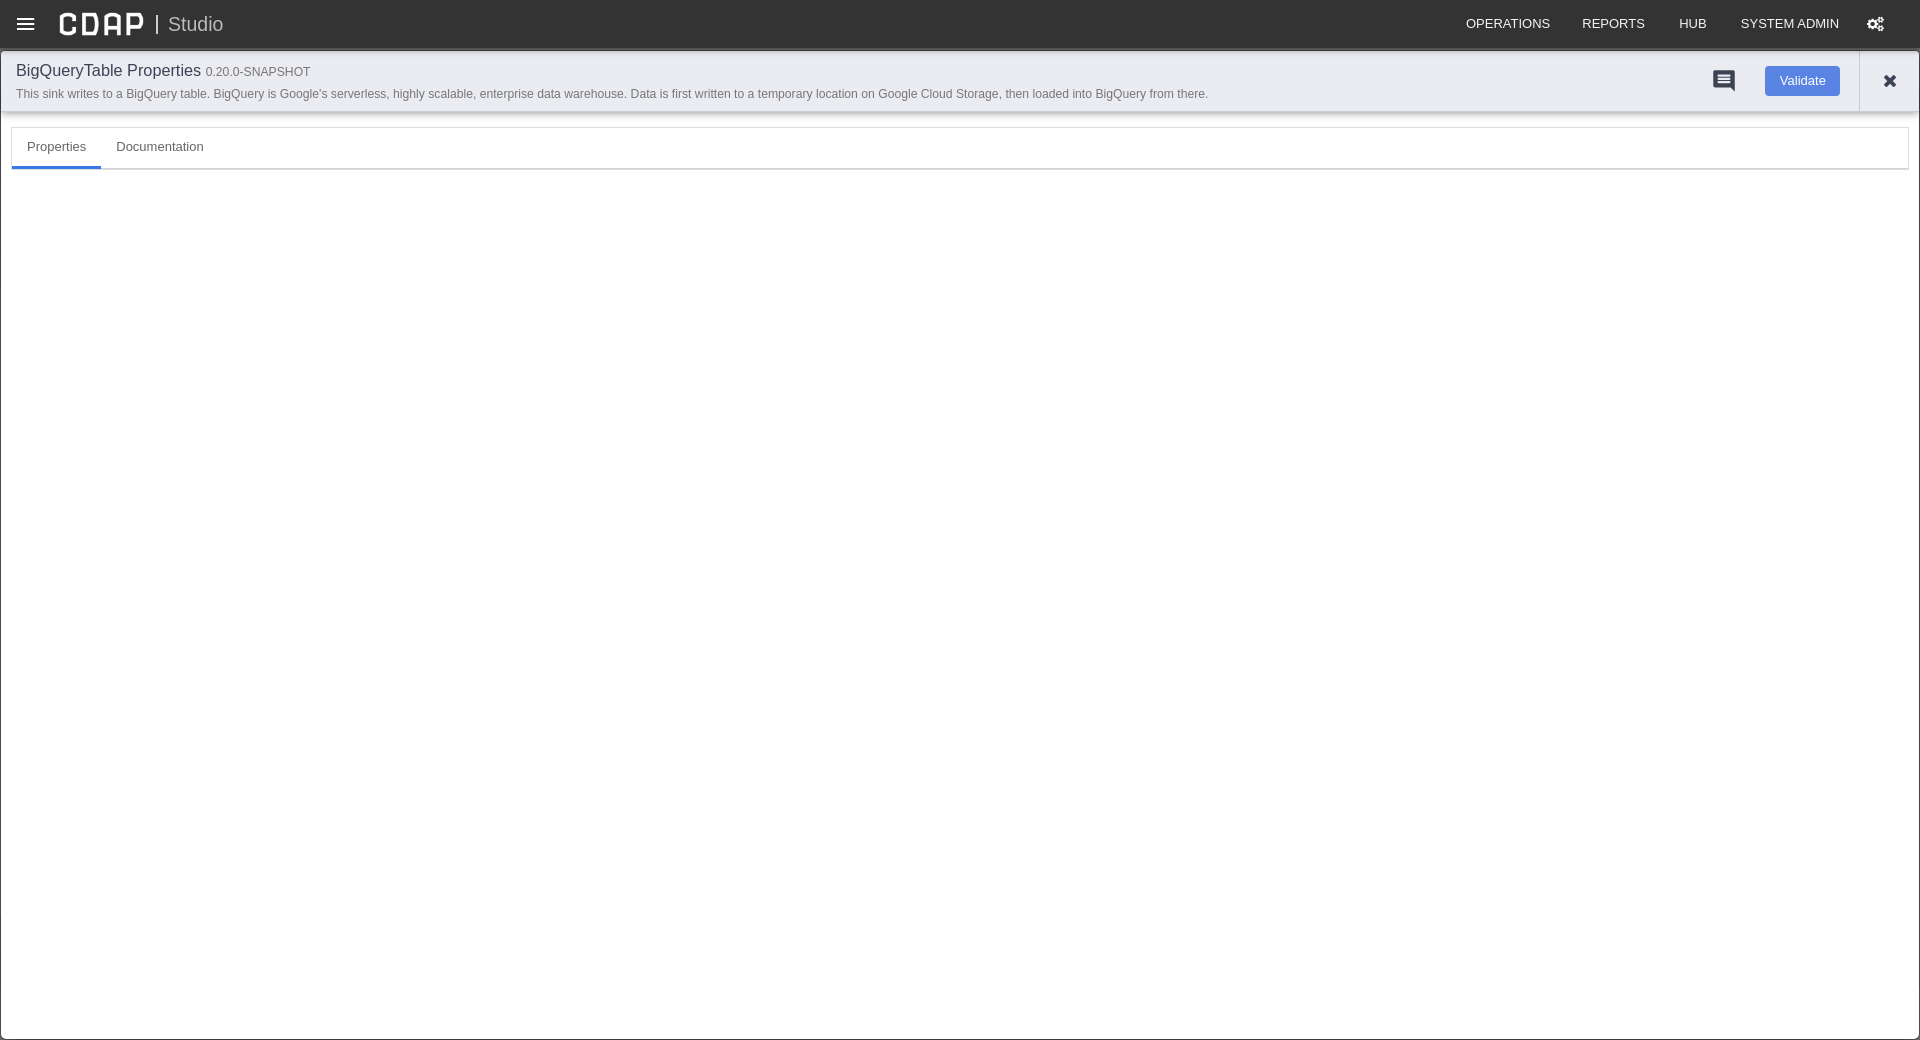 CDAP | Studio OPERATIONS REPORTS HUB SYSTEM ADMIN
BigQueryTable Properties 0.20.0-SNAPSHOT
This sink writes to a BigQuery table. BigQuery is Google's serverless, highly scalable, enterprise data warehouse. Data is first written to a temporary location on Google Cloud Storage, then loaded into BigQuery from there.
Validate
Properties Documentation